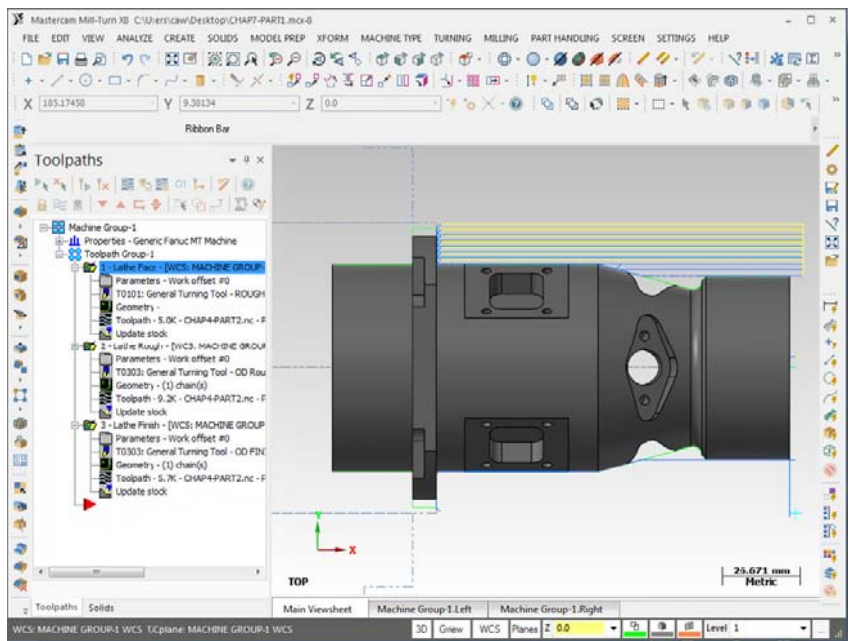 Mastercam Mill-Turn X8 C:\Users\caw\Desktop\CHAP7-PART1.mcx-8
FILE EDIT VIEW ANALYZE CREATE SOLIDS MODEL PREP XFORM MACHINE TYPE TURNING MILLING PART HANDLING SCREEN SETTINGS HELP
X 185.17458 Y 9.38134 Z 0.0
Ribbon Bar
Toolpaths
G1
Machine Group-1
Properties - Generic Fanuc MT Machine
Toolpath Group-1
1 - Lathe Face - [WCS: MACHINE GROUP-
Parameters - Work offset #0
T0101: General Turning Tool - ROUGH
Geometry -
Toolpath - 5.0K - CHAP4-PART2.nc - P
Update stock
2 - Lathe Rough - [WCS: MACHINE GROUP
Parameters - Work offset #0
T0303: General Turning Tool - OD Rou
Geometry - (1) chain(s)
Toolpath - 9.2K - CHAP4-PART2.nc - P
Update stock
3 - Lathe Finish - [WCS: MACHINE GROUP
Parameters - Work offset #0
T0303: General Turning Tool - OD FIN
Geometry - (1) chain(s)
Toolpath - 5.7K - CHAP4-PART2.nc - P
Update stock
Y
X
TOP
26.671 mm
Metric
Toolpaths Solids
Main Viewsheet Machine Group-1.Left Machine Group-1.Right
WCS: MACHINE GROUP-1 WCS T/Cplane: MACHINE GROUP-1 WCS 3D Gview WCS Planes Z 0.0 Level 1